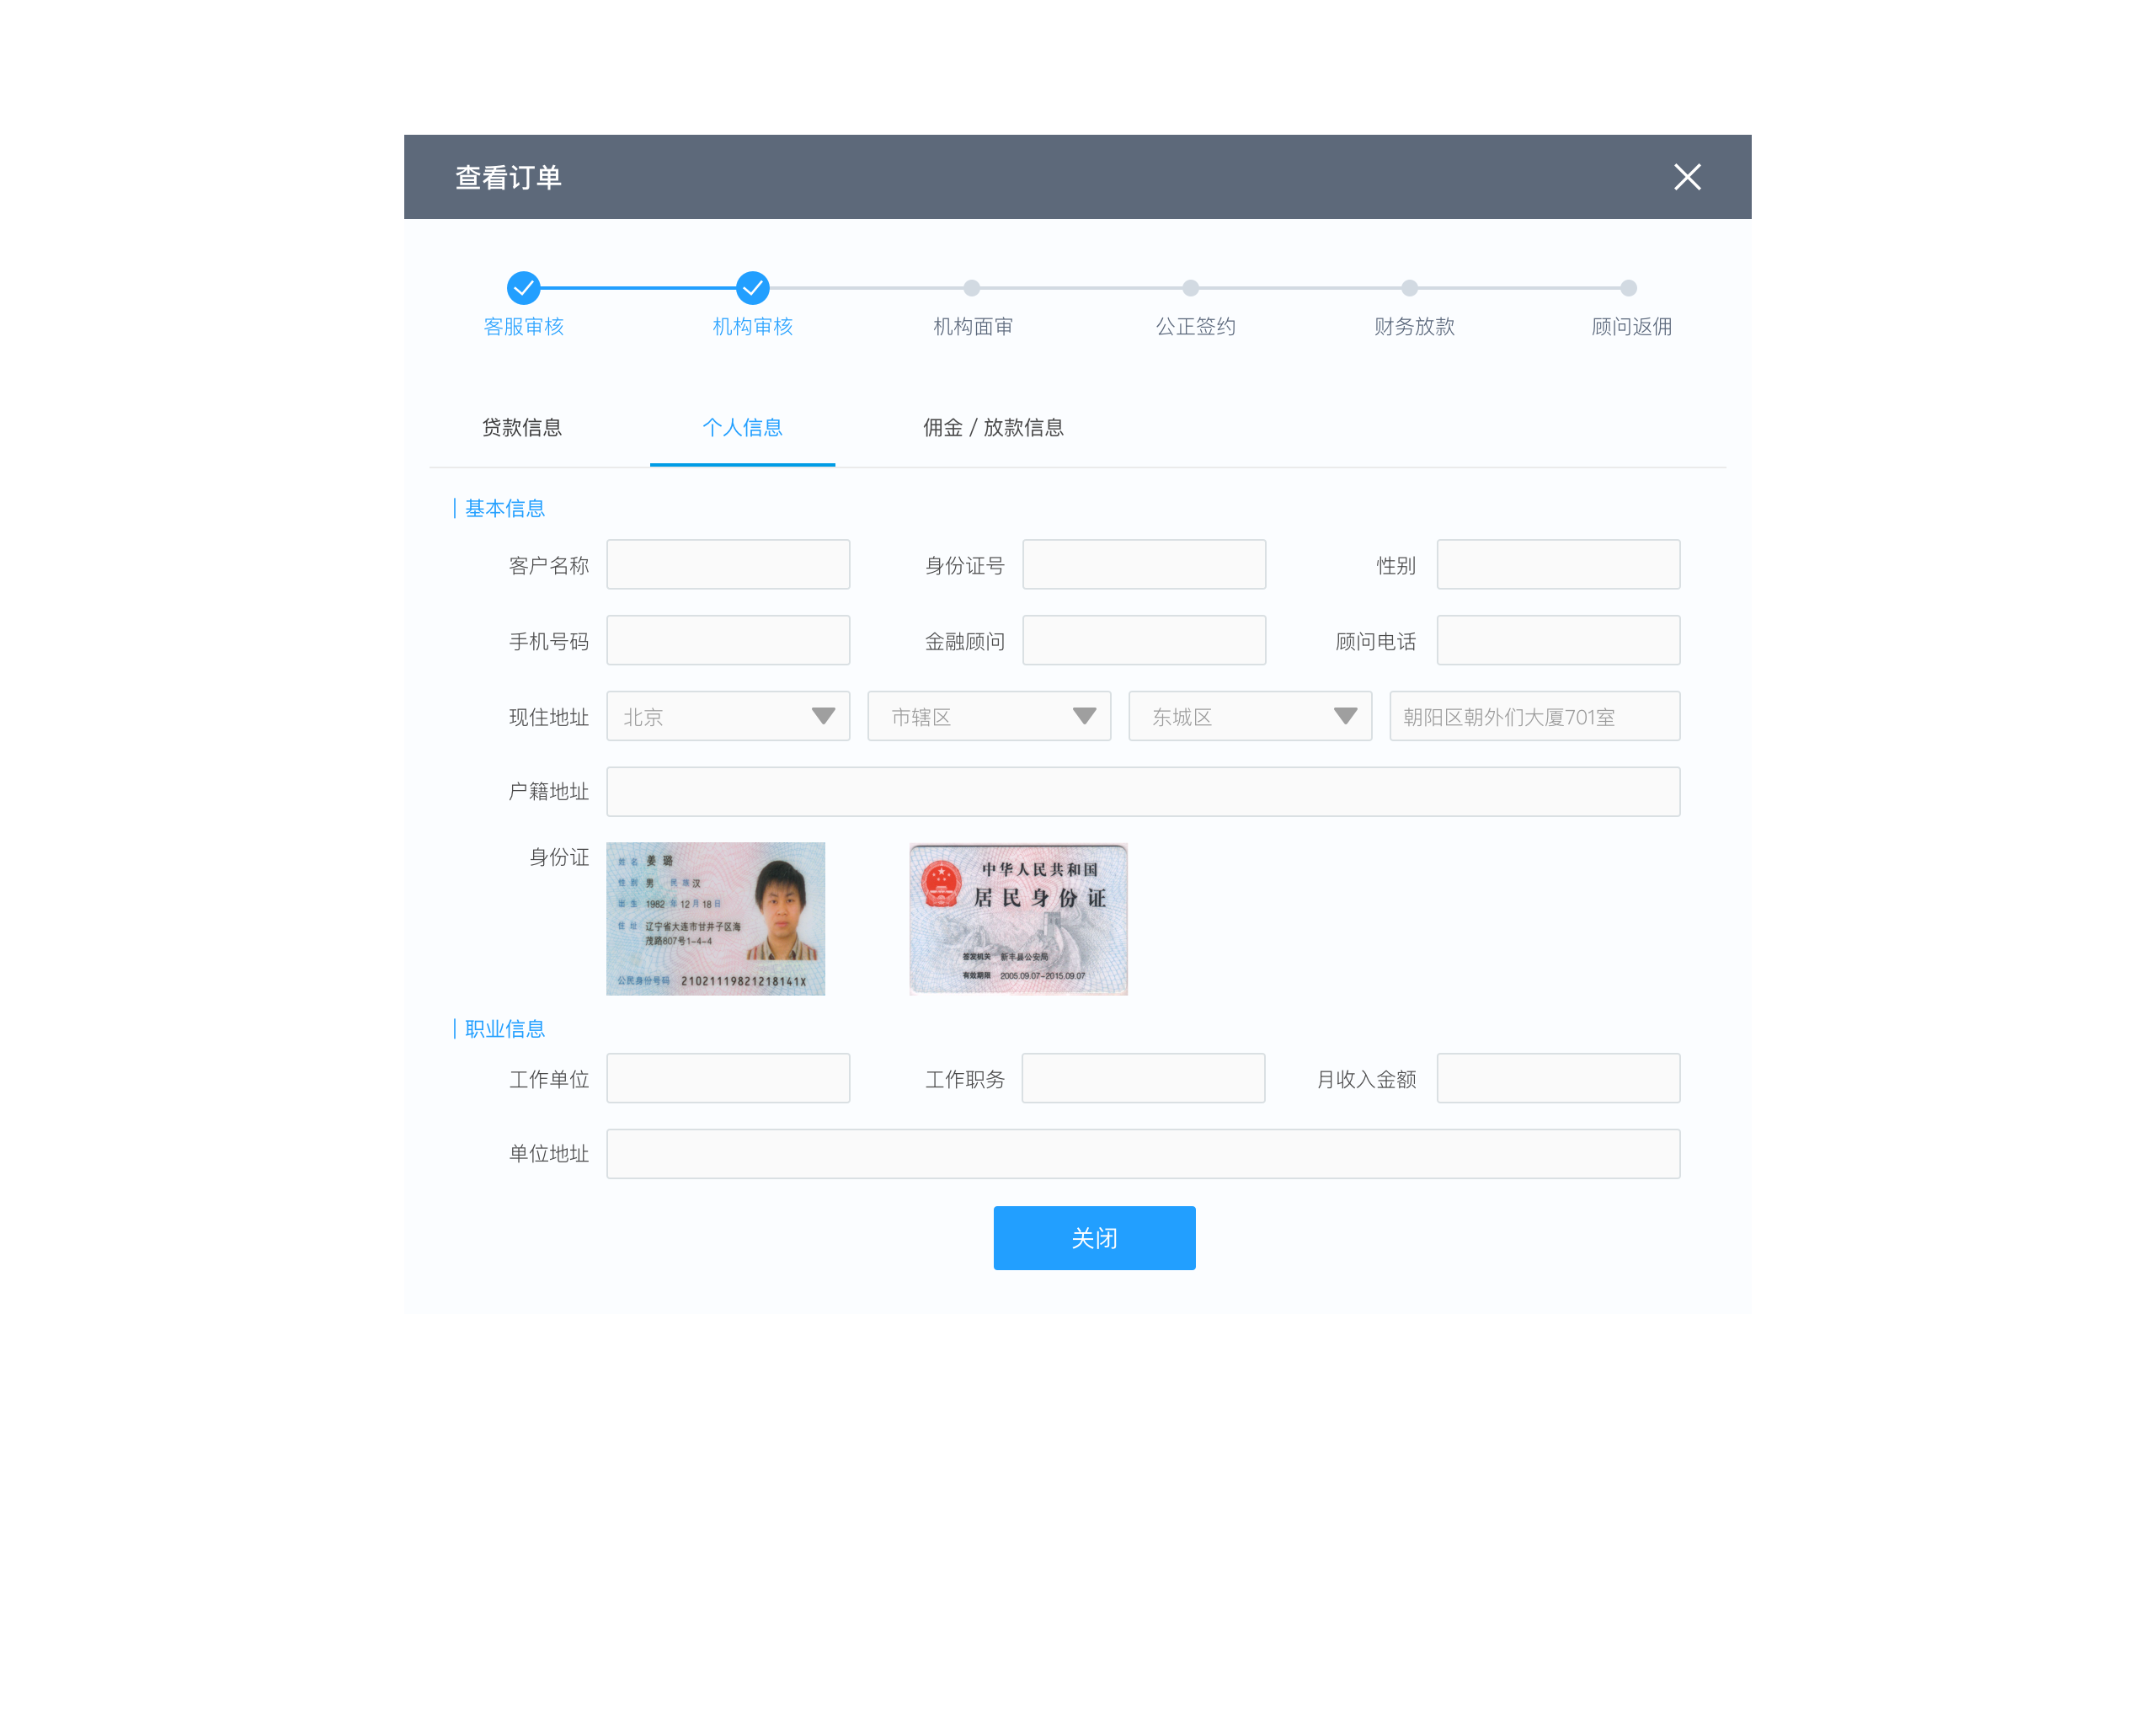 查看订单
客服审核 机构审核 机构面审 公正签约 财务放款 顾问返佣
贷款信息 个人信息 佣金 / 放款信息
基本信息
客户名称 身份证号 性别
手机号码 金融顾问 顾问电话
现住地址 北京 市辖区 东城区 朝阳区朝外们大厦701室
户籍地址
身份证
姓名 姜璐
性别 男 民族 汉
出生 1982 年 12 月 18 日
住址 辽宁省大连市甘井子区海
茂路807号1-4-4
公民身份号码 21021119821218141X
中华人民共和国
居民身份证
签发机关 新丰县公安局
有效期限 2005.09.07-2015.09.07
职业信息
工作单位 工作职务 月收入金额
单位地址
关闭